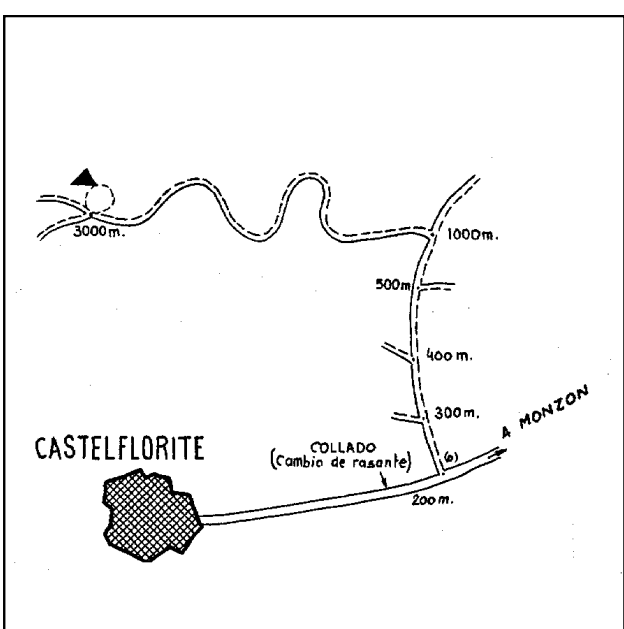 3000m.
1000m.
500m
400m.
300m.
A MONZON
CASTELFLORITE
COLLADO
(Cambio de rasante)
(6)
200m.